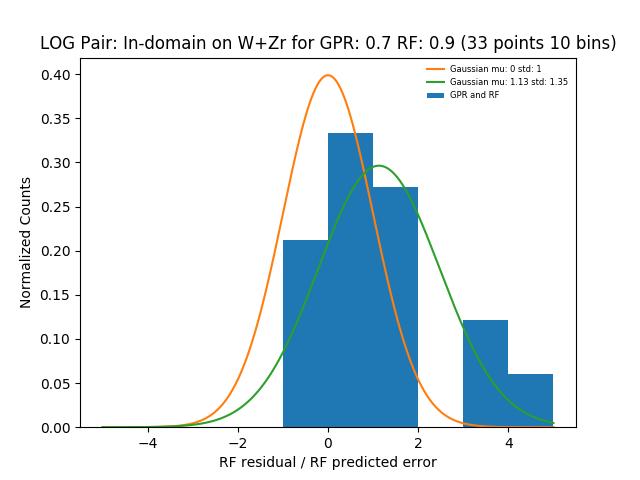 LOG Pair: In-domain on W+Zr for GPR: 0.7 RF: 0.9 (33 points 10 bins)
Gaussian mu: 0 std: 1
Gaussian mu: 1.13 std: 1.35
GPR and RF
Normalized Counts
0.40
0.35
0.30
0.25
0.20
0.15
0.10
0.05
0.00
−4
−2
0
2
4
RF residual / RF predicted error